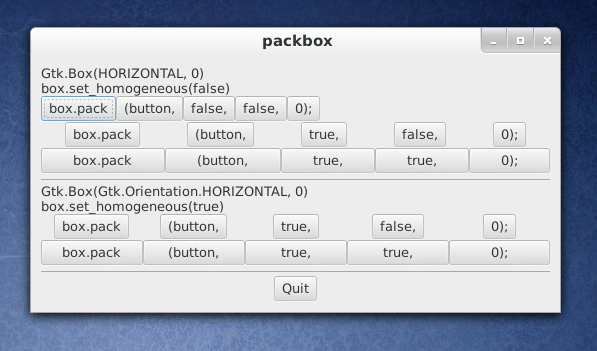 packbox
Gtk.Box(HORIZONTAL, 0)
box.set_homogeneous(false)
box.pack (button, false, false, 0);
box.pack (button, true, false, 0);
box.pack (button, true, true, 0);
Gtk.Box(Gtk.Orientation.HORIZONTAL, 0)
box.set_homogeneous(true)
box.pack (button, true, false, 0);
box.pack (button, true, true, 0);
Quit